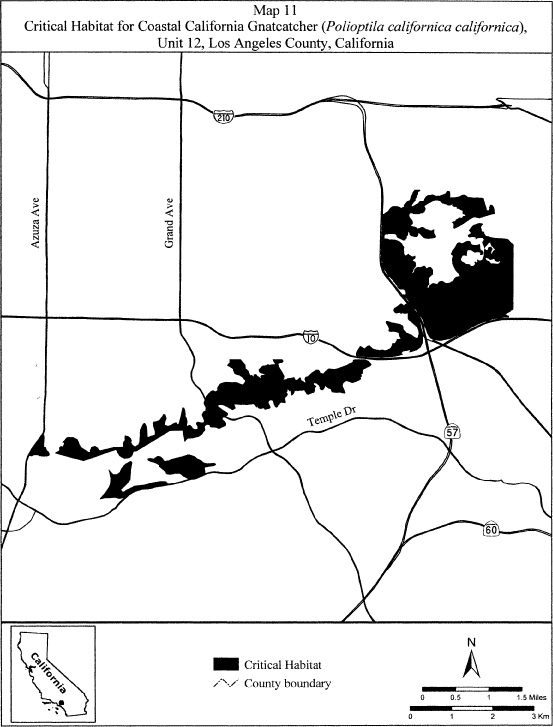 Map 11
Critical Habitat for Coastal California Gnatcatcher (Polioptila californica californica),
Unit 12, Los Angeles County, California
210
Azuza Ave
Grand Ave
10
Temple Dr
57
60
California
Critical Habitat
County boundary
N
0 0.5 1 1.5 Miles
0 1 2 3 Km